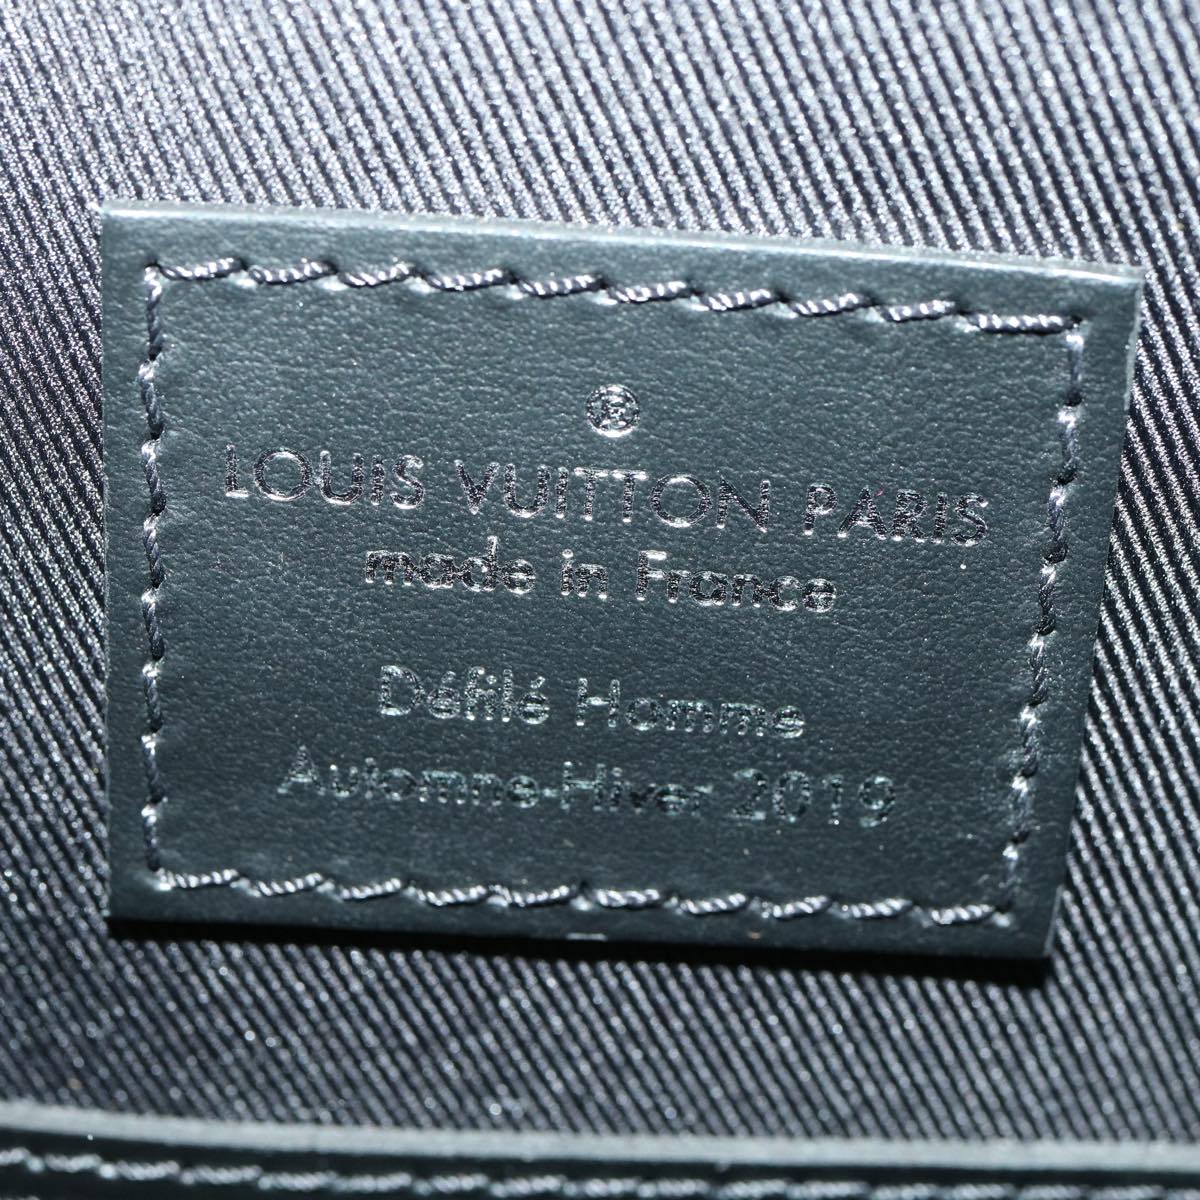 ®
LOUIS VUITTON PARIS
made in France
Défilé Homme
Automne-Hiver 2019